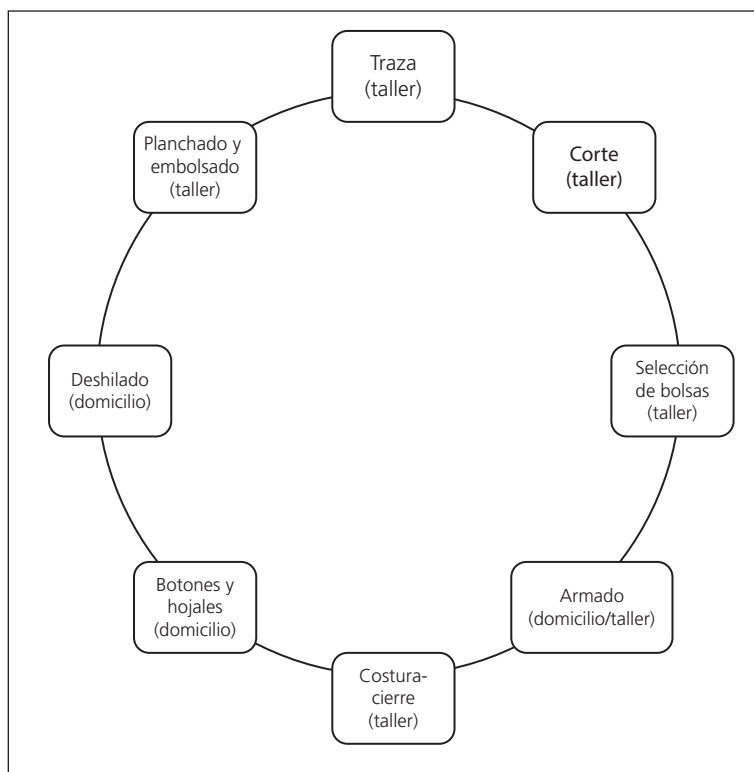 Traza
(taller)
Corte
(taller)
Selección
de bolsas
(taller)
Armado
(domicilio/taller)
Costura-
cierre
(taller)
Botones y
hojales
(domicilio)
Deshilado
(domicilio)
Planchado y
embolsado
(taller)